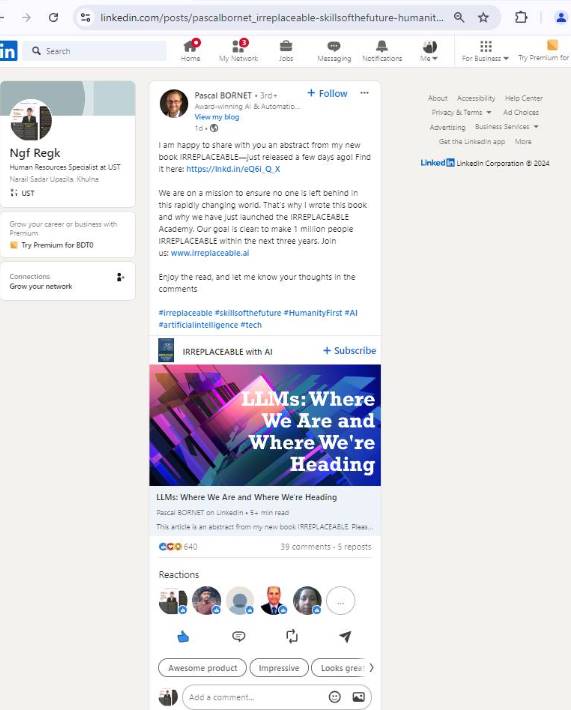 linkedin.com/posts/pascalbornet_irreplaceable-skillsofthefuture-humanit...
in
Search
Home
3
My Network
Jobs
Messaging
Notifications
Me
For Business
Try Premium for
Ngf Regk
Human Resources Specialist at UST
Narail Sadar Upazila, Khulna
UST
Grow your career or business with
Premium
Try Premium for BDT0
Connections
Grow your network
Pascal BORNET • 3rd+
Award-winning AI & Automatio...
View my blog
1d •
+ Follow
...
I am happy to share with you an abstract from my new
book IRREPLACEABLE—just released a few days ago! Find
it here: https://lnkd.in/eQ6i_Q_X
We are on a mission to ensure no one is left behind in
this rapidly changing world. That's why I wrote this book
and why we have just launched the IRREPLACEABLE
Academy. Our goal is clear: to make 1 million people
IRREPLACEABLE within the next three years. Join
us: www.irreplaceable.ai
Enjoy the read, and let me know your thoughts in the
comments
#irreplaceable #skillsofthefuture #HumanityFirst #AI
#artificialintelligence #tech
IRREPLACEABLE with AI
+ Subscribe
LLMs: Where
We Are and
Where We're
Heading
LLMs: Where We Are and Where We're Heading
Pascal BORNET on LinkedIn • 5+ min read
This article is an abstract from my new book IRREPLACEABLE. Pleas...
640
39 comments · 5 reposts
Reactions
...
Awesome product
Impressive
Looks grea
Add a comment...
About Accessibility Help Center
Privacy & Terms Ad Choices
Advertising Business Services
Get the LinkedIn app More
LinkedIn LinkedIn Corporation © 2024